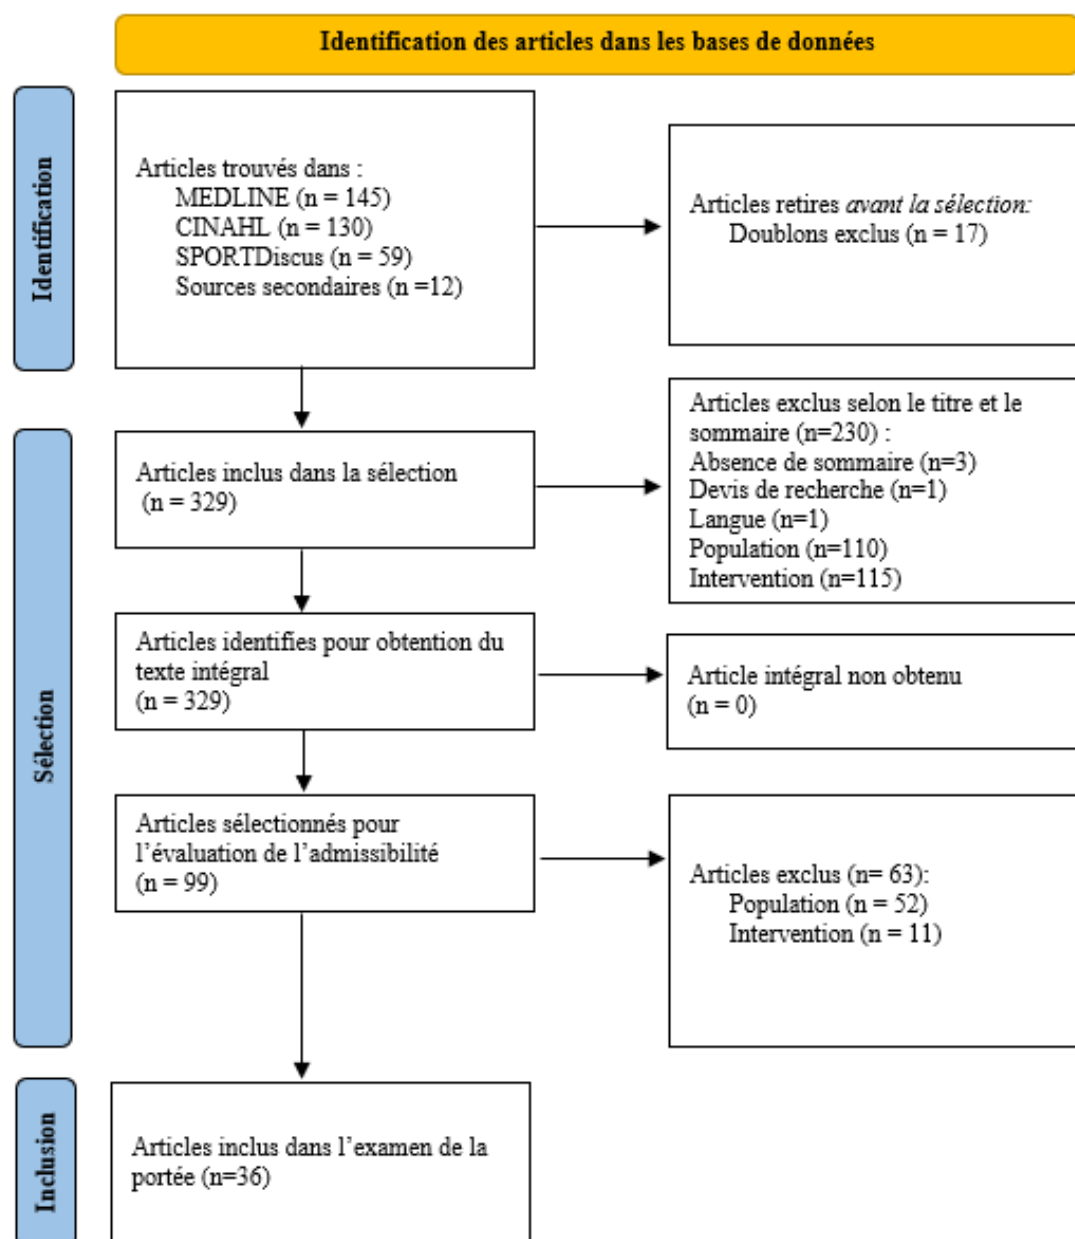 Identification des articles dans les bases de données
Identification
Articles trouvés dans :
MEDLINE (n = 145)
CINAHL (n = 130)
SPORTDiscus (n = 59)
Sources secondaires (n =12)
Articles retires avant la sélection:
Doublons exclus (n = 17)
Sélection
Articles inclus dans la sélection
(n = 329)
Articles exclus selon le titre et le
sommaire (n=230) :
Absence de sommaire (n=3)
Devis de recherche (n=1)
Langue (n=1)
Population (n=110)
Intervention (n=115)
Articles identifies pour obtention du
texte intégral
(n = 329)
Article intégral non obtenu
(n = 0)
Articles sélectionnés pour
l’évaluation de l’admissibilité
(n = 99)
Articles exclus (n= 63):
Population (n = 52)
Intervention (n = 11)
Inclusion
Articles inclus dans l’examen de la
portée (n=36)